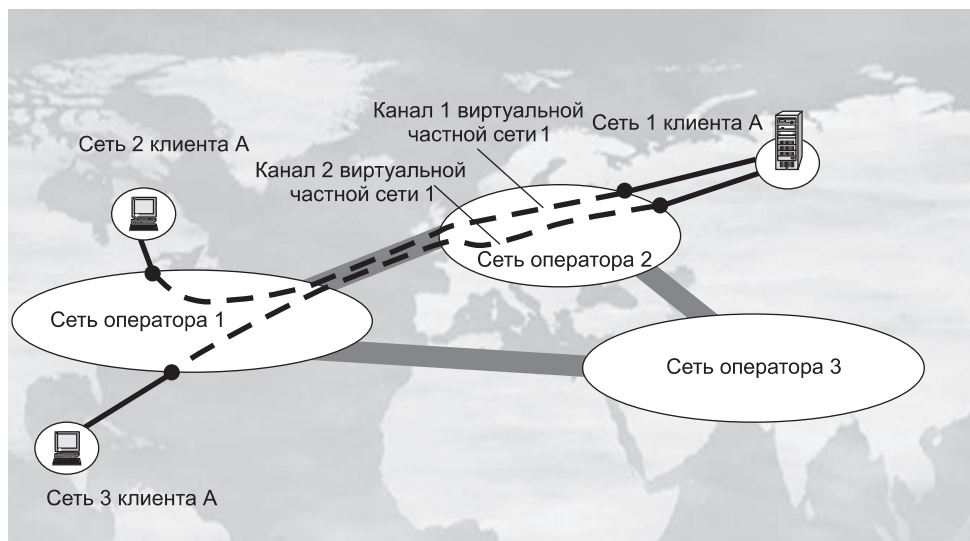 Канал 1 виртуальной
частной сети 1
Сеть 1 клиента А
Сеть 2 клиента А
Канал 2 виртуальной
частной сети 1
Сеть оператора 2
Сеть оператора 1
Сеть оператора 3
Сеть 3 клиента А